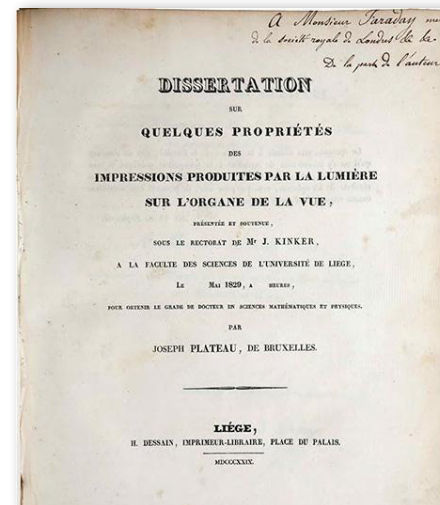 A Monsieur Faraday
de la société royale de Londres
De la part de l'auteur
DISSERTATION
SUR
QUELQUES PROPRIÉTÉS
DES
IMPRESSIONS PRODUITES PAR LA LUMIÈRE
SUR L'ORGANE DE LA VUE,
PRÉSENTÉE ET SOUTENUE,
SOUS LE RECTORAT DE Mr J. KINKER,
A LA FACULTE DES SCIENCES DE L'UNIVERSITÉ DE LIEGE,
LE MAI 1829, A HEURES,
POUR OBTENIR LE GRADE DE DOCTEUR EN SCIENCES MATHÉMATIQUES ET PHYSIQUES.
PAR
JOSEPH PLATEAU, DE BRUXELLES.
LIÉGE,
H. DESSAIN, IMPRIMEUR-LIBRAIRE, PLACE DU PALAIS.
MDCCCXXIX.